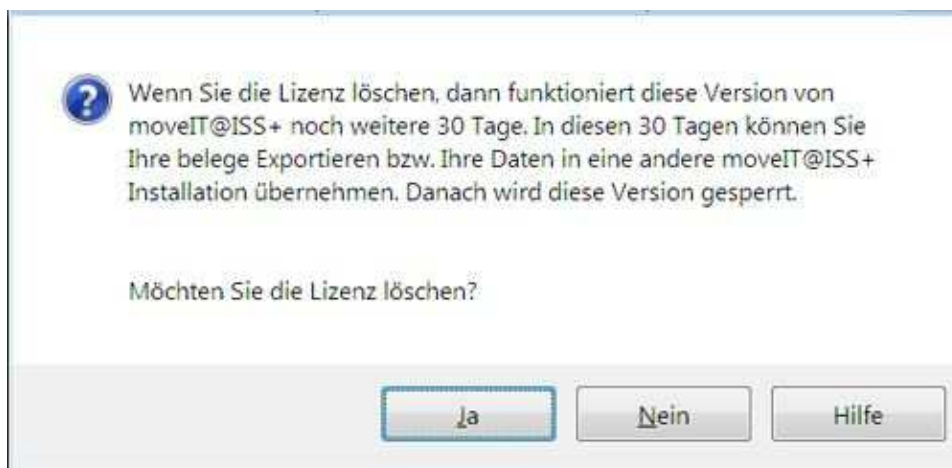 Wenn Sie die Lizenz löschen, dann funktioniert diese Version von
moveIT@ISS+ noch weitere 30 Tage. In diesen 30 Tagen können Sie
Ihre belege Exportieren bzw. Ihre Daten in eine andere moveIT@ISS+
Installation übernehmen. Danach wird diese Version gesperrt.
Möchten Sie die Lizenz löschen?
Ja
Nein
Hilfe